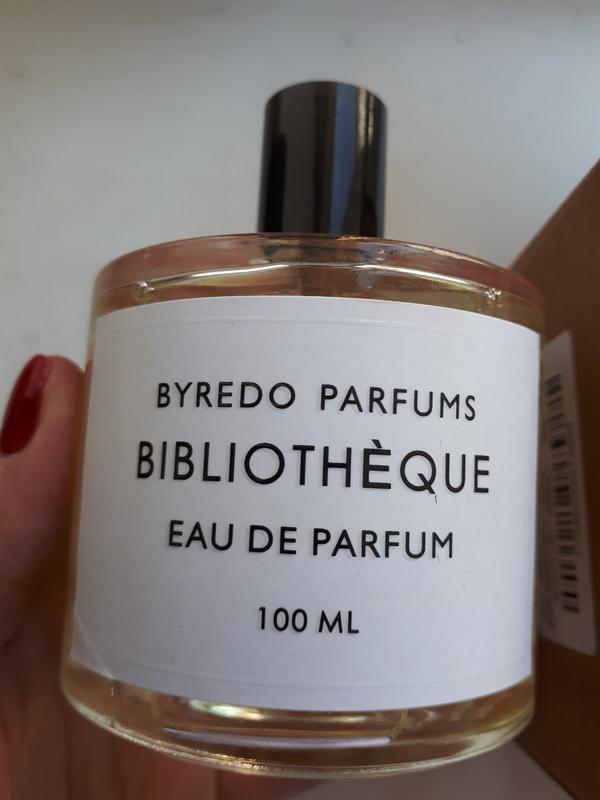 BYREDO PARFUMS
BIBLIOTHÈQUE
EAU DE PARFUM
100 ML